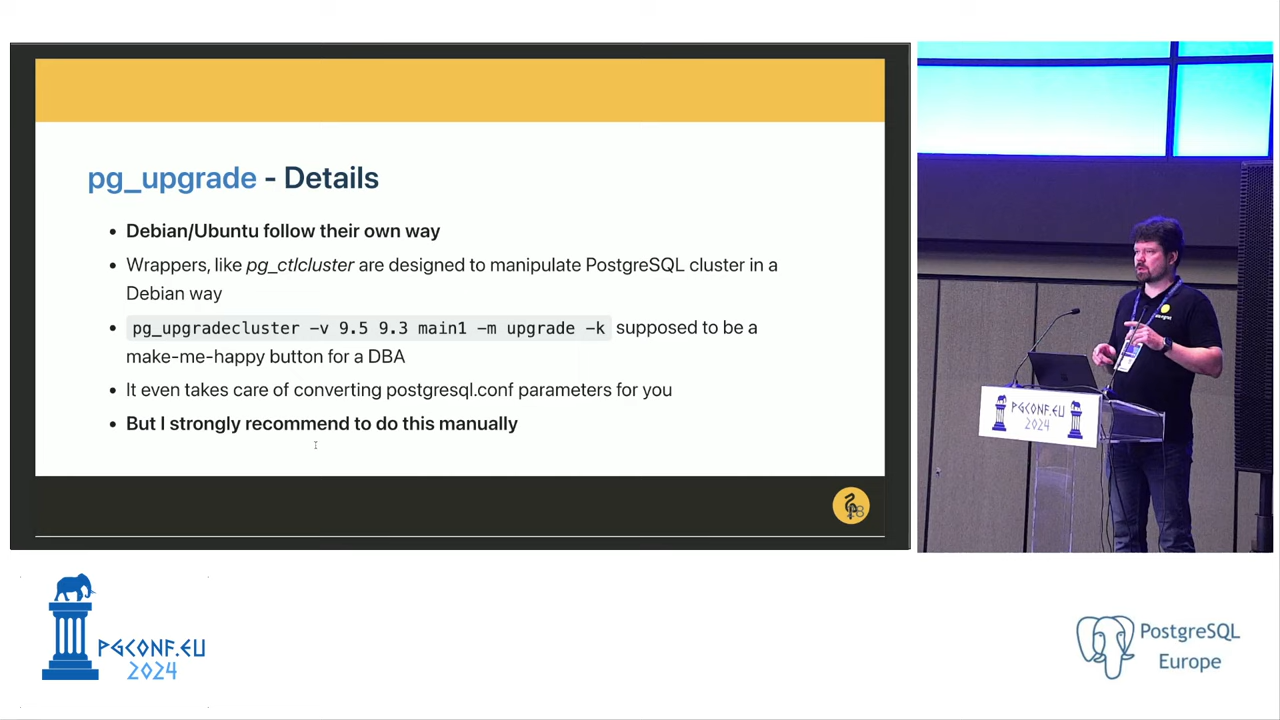 pg_upgrade - Details
• Debian/Ubuntu follow their own way
• Wrappers, like pg_ctlcluster are designed to manipulate PostgreSQL cluster in a
Debian way
• pg_upgradecluster -v 9.5 9.3 main1 -m upgrade -k supposed to be a
make-me-happy button for a DBA
• It even takes care of converting postgresql.conf parameters for you
• But I strongly recommend to do this manually
PGCONF.EU
2024
PGCONF.EU
2024
PostgreSQL
Europe